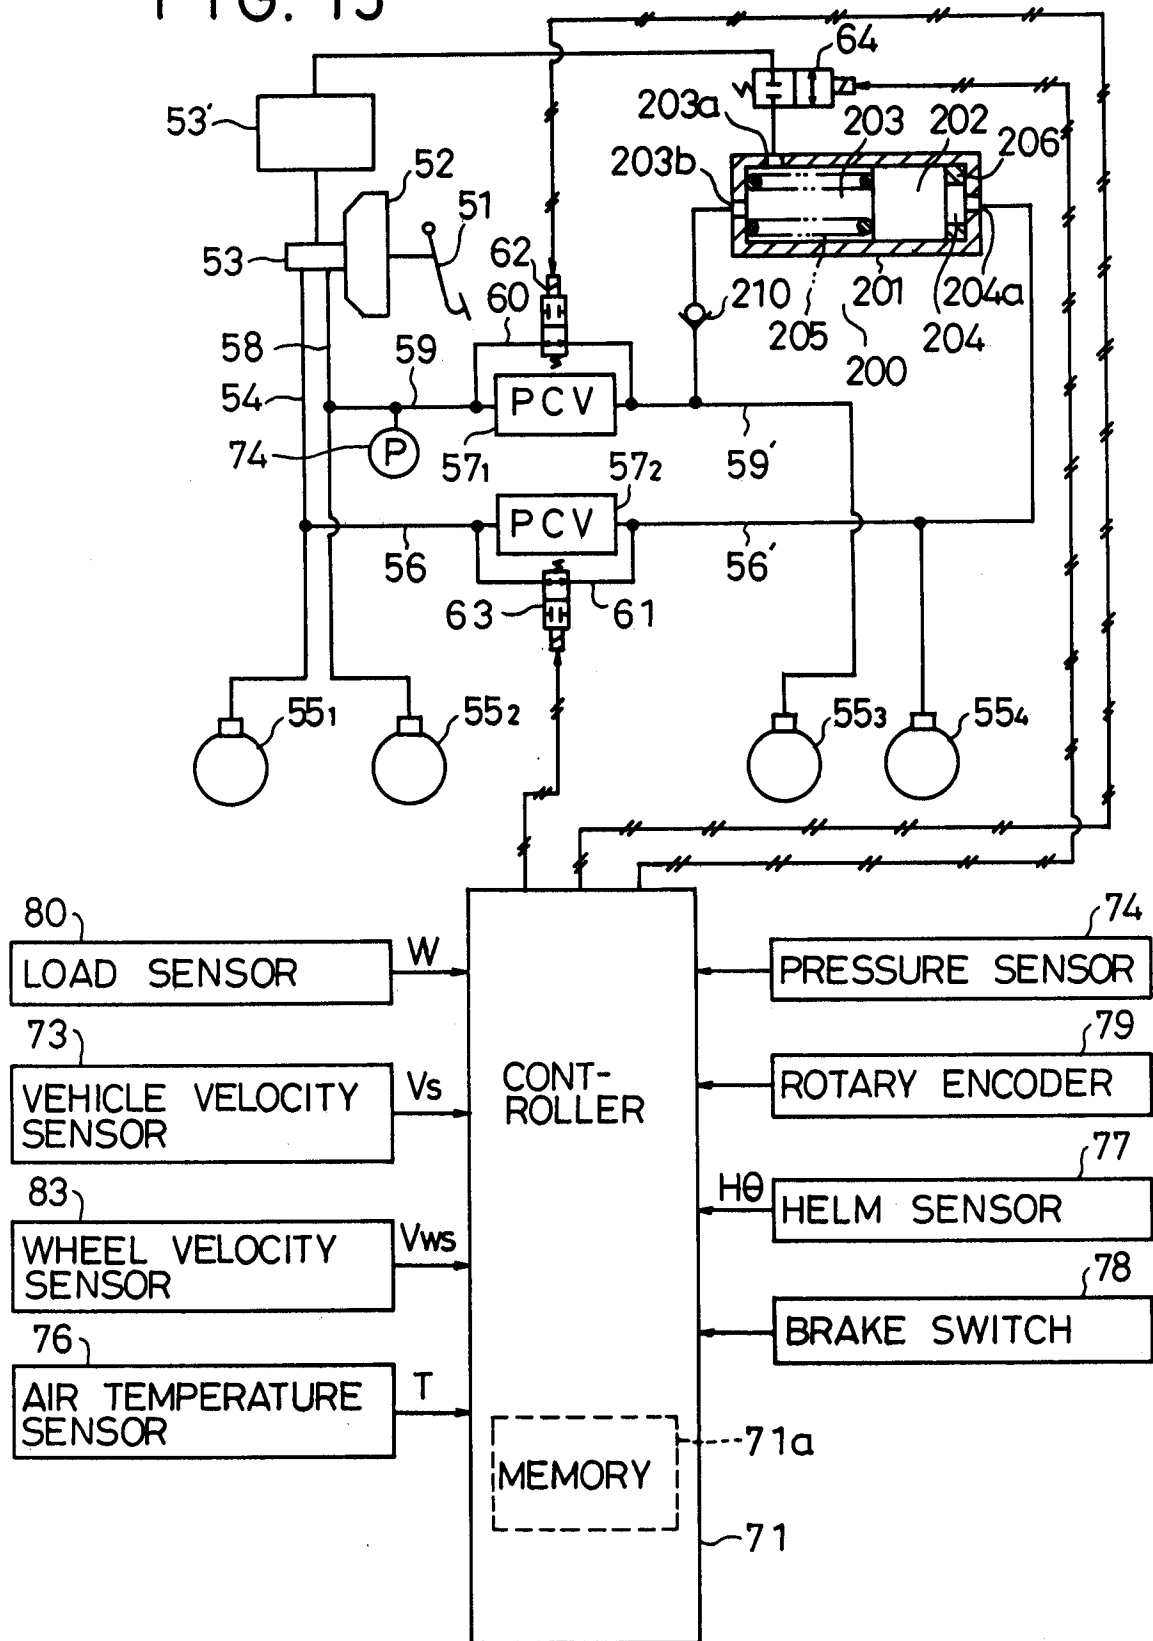 FIG. 15
64
53'
203a
203
202
206
52
203b
51
53
62
60
210
201
204a
205
204
58
59
200
54
PCV
P
74
57₁
59'
57₂
PCV
56
56'
63
61
55₁
55₂
55₃
55₄
80
74
LOAD SENSOR
W
PRESSURE SENSOR
73
79
CONT-
ROLLER
VEHICLE VELOCITY
SENSOR
Vs
ROTARY ENCODER
83
77
WHEEL VELOCITY
SENSOR
Vws
Hθ
HELM SENSOR
76
78
BRAKE SWITCH
AIR TEMPERATURE
SENSOR
T
71a
MEMORY
71